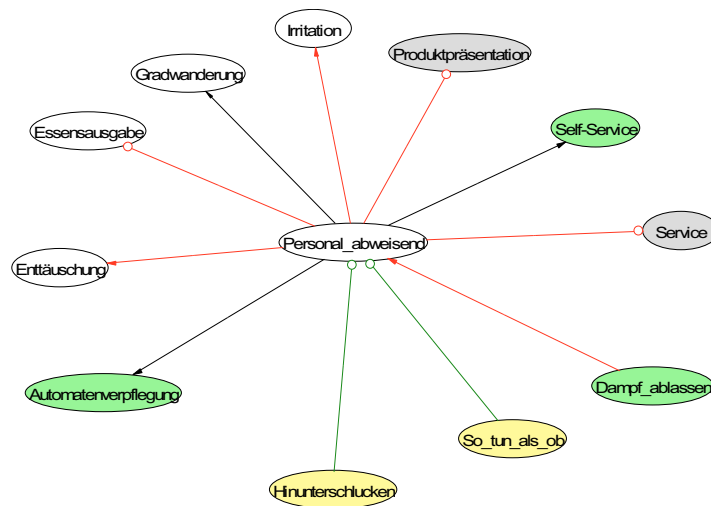 Irritation
Produktpräsentation
Gradwanderung
Self-Service
Essensausgabe
Personal_abweisend
Service
Enttäuschung
Dampf_ablassen
Automatenverpflegung
So_tun_als_ob
Hinunterschlucken